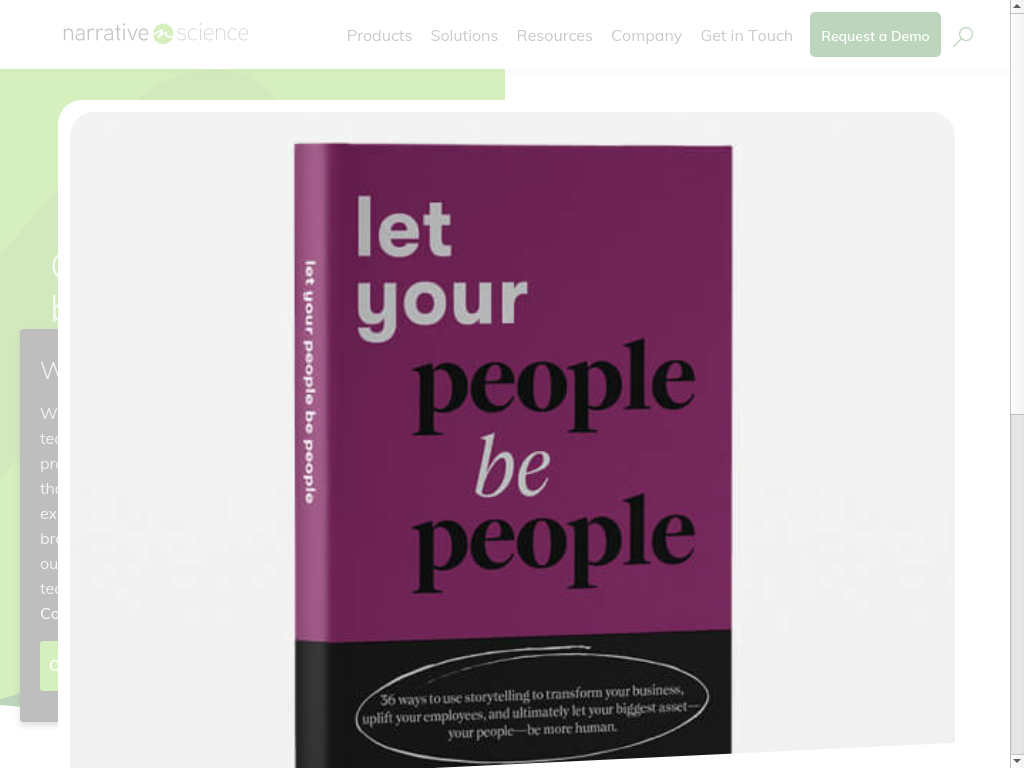 narrative science
Products Solutions Resources Company Get in Touch Request a Demo
let
your
people
be
people
let your people be people
36 ways to use storytelling to transform your business,
uplift your employees, and ultimately let your biggest asset—
your people—be more human.